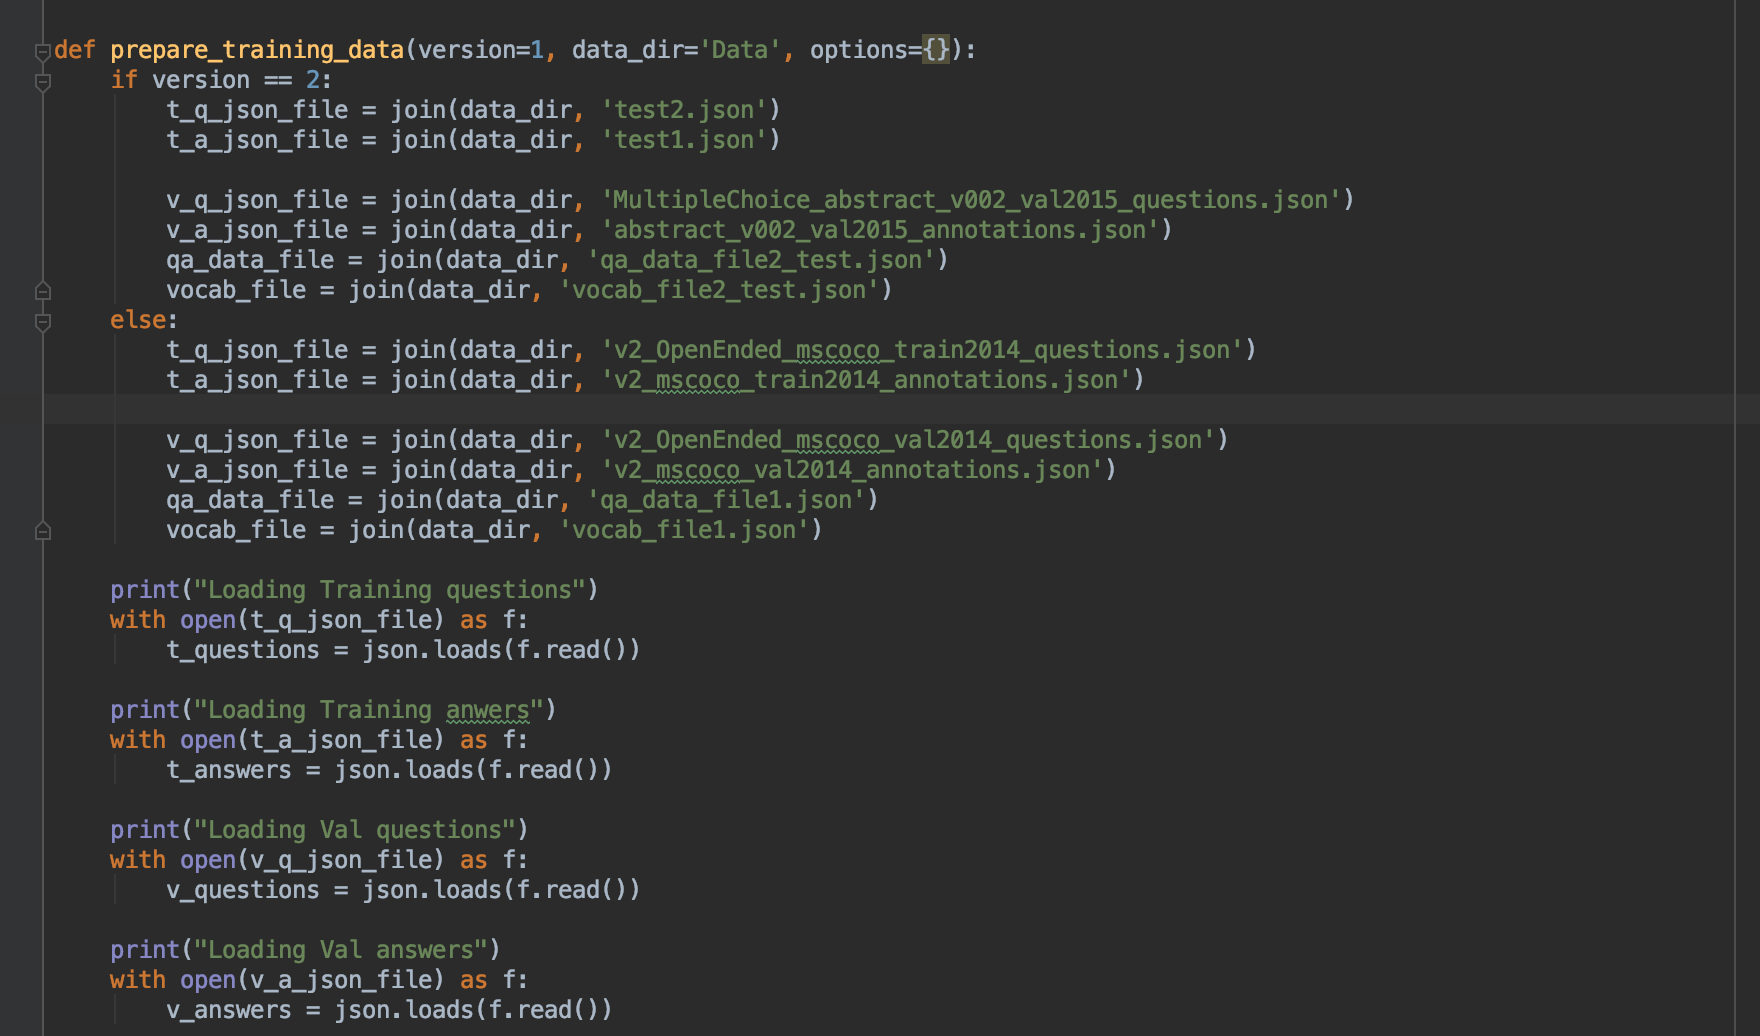 def prepare_training_data(version=1, data_dir='Data', options={}):
    if version == 2:
        t_q_json_file = join(data_dir, 'test2.json')
        t_a_json_file = join(data_dir, 'test1.json')

        v_q_json_file = join(data_dir, 'MultipleChoice_abstract_v002_val2015_questions.json')
        v_a_json_file = join(data_dir, 'abstract_v002_val2015_annotations.json')
        qa_data_file = join(data_dir, 'qa_data_file2_test.json')
        vocab_file = join(data_dir, 'vocab_file2_test.json')
    else:
        t_q_json_file = join(data_dir, 'v2_OpenEnded_mscoco_train2014_questions.json')
        t_a_json_file = join(data_dir, 'v2_mscoco_train2014_annotations.json')

        v_q_json_file = join(data_dir, 'v2_OpenEnded_mscoco_val2014_questions.json')
        v_a_json_file = join(data_dir, 'v2_mscoco_val2014_annotations.json')
        qa_data_file = join(data_dir, 'qa_data_file1.json')
        vocab_file = join(data_dir, 'vocab_file1.json')

    print("Loading Training questions")
    with open(t_q_json_file) as f:
        t_questions = json.loads(f.read())

    print("Loading Training anwers")
    with open(t_a_json_file) as f:
        t_answers = json.loads(f.read())

    print("Loading Val questions")
    with open(v_q_json_file) as f:
        v_questions = json.loads(f.read())

    print("Loading Val answers")
    with open(v_a_json_file) as f:
        v_answers = json.loads(f.read())